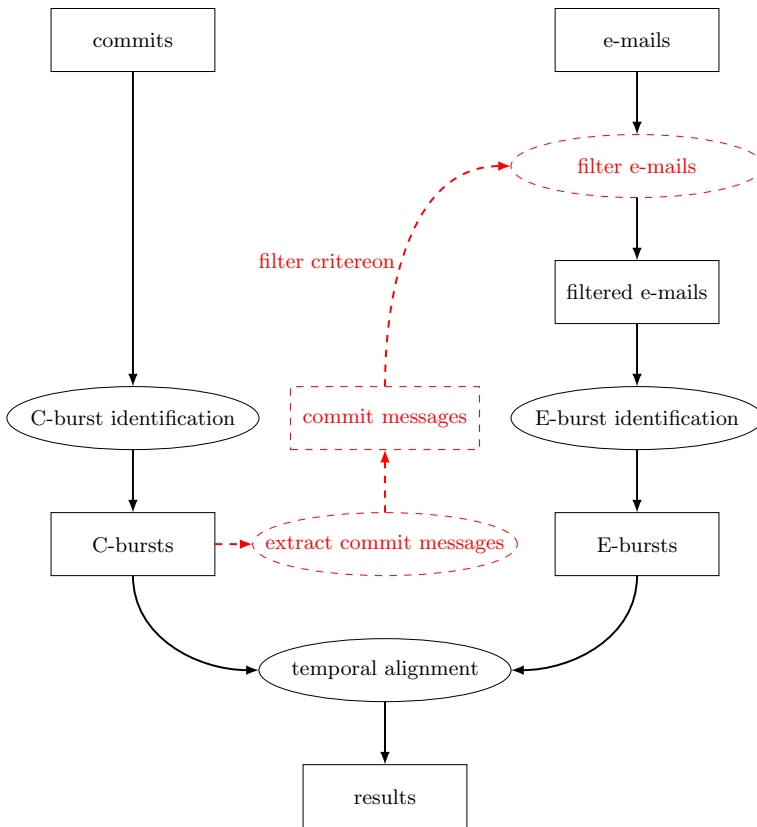 commits
e-mails
filter e-mails
filter critereon
filtered e-mails
C-burst identification
commit messages
E-burst identification
C-bursts
extract commit messages
E-bursts
temporal alignment
results